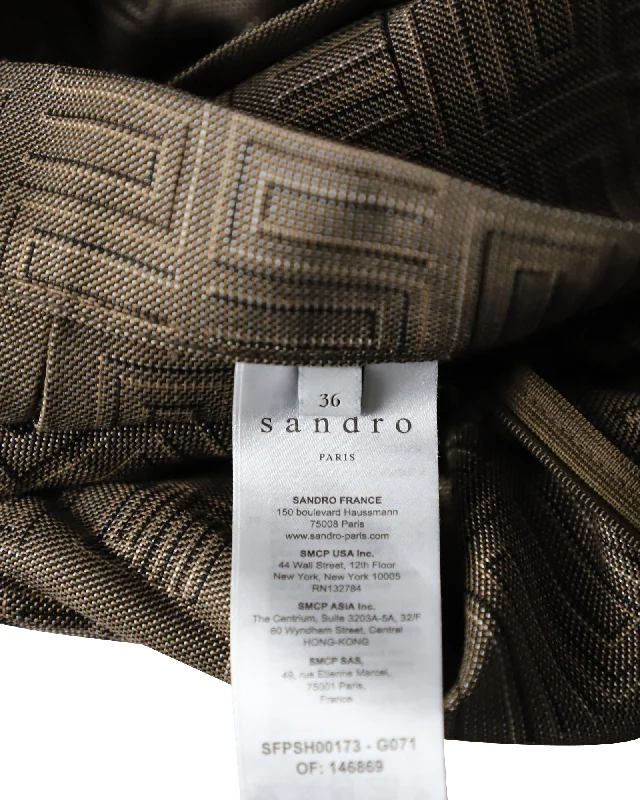 36
sandro
PARIS
SANDRO FRANCE
150 boulevard Haussmann
75008 Paris
www.sandro-paris.com
SMCP USA Inc.
44 Wall Street, 12th Floor
New York, New York 10005
RN132784
SMCP ASIA Inc.
The Centrium, Suite 3203A-5A, 32/F
60 Wyndham Street, Central
HONG-KONG
SMCP SAS,
49, rue Etienne Marcel,
75001 Paris,
France
SFPSH00173 - G071
OF: 146869